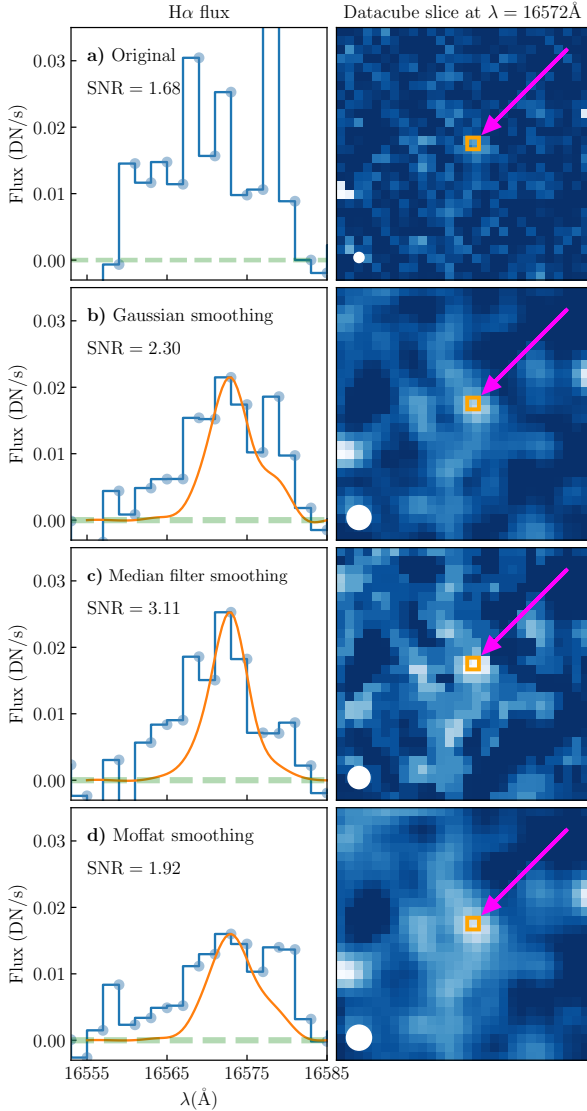 Hα flux
Datacube slice at λ = 16572Å
a) Original
SNR = 1.68
0.03
0.02
0.01
0.00
Flux (DN/s)
b) Gaussian smoothing
SNR = 2.30
0.03
0.02
0.01
0.00
Flux (DN/s)
c) Median filter smoothing
SNR = 3.11
0.03
0.02
0.01
0.00
Flux (DN/s)
d) Moffat smoothing
SNR = 1.92
0.03
0.02
0.01
0.00
Flux (DN/s)
16555 16565 16575 16585
λ(Å)